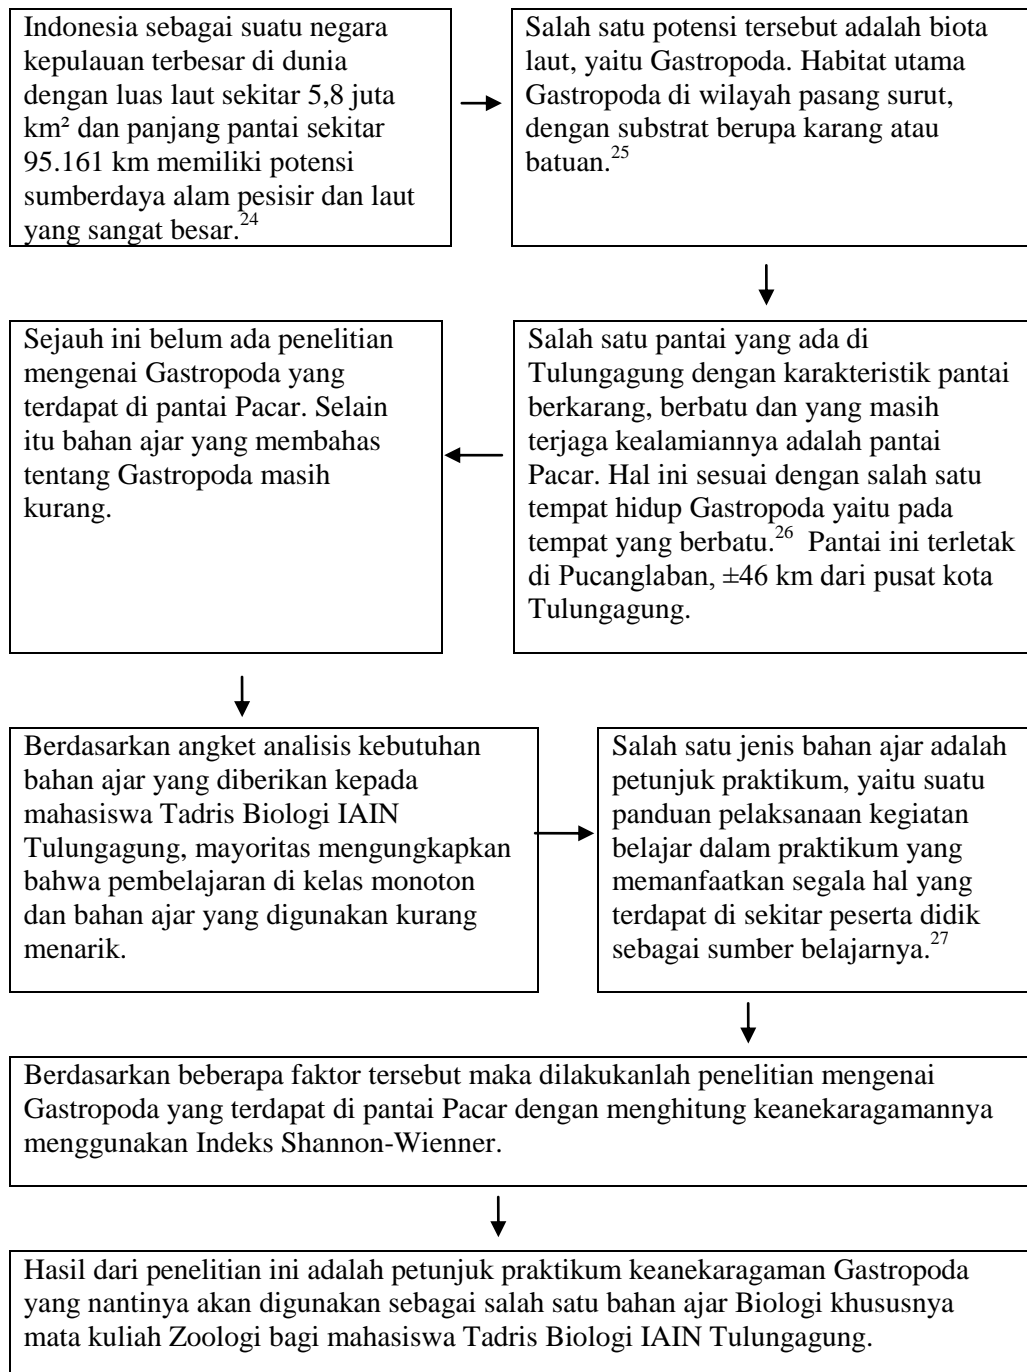 Indonesia sebagai suatu negara
kepulauan terbesar di dunia
dengan luas laut sekitar 5,8 juta
km² dan panjang pantai sekitar
95.161 km memiliki potensi
sumberdaya alam pesisir dan laut
yang sangat besar.24
Salah satu potensi tersebut adalah biota
laut, yaitu Gastropoda. Habitat utama
Gastropoda di wilayah pasang surut,
dengan substrat berupa karang atau
batuan.25
Salah satu pantai yang ada di
Tulungagung dengan karakteristik pantai
berkarang, berbatu dan yang masih
terjaga kealamiannya adalah pantai
Pacar. Hal ini sesuai dengan salah satu
tempat hidup Gastropoda yaitu pada
tempat yang berbatu.26 Pantai ini terletak
di Pucanglaban, ±46 km dari pusat kota
Tulungagung.
Sejauh ini belum ada penelitian
mengenai Gastropoda yang
terdapat di pantai Pacar. Selain
itu bahan ajar yang membahas
tentang Gastropoda masih
kurang.
Berdasarkan angket analisis kebutuhan
bahan ajar yang diberikan kepada
mahasiswa Tadris Biologi IAIN
Tulungagung, mayoritas mengungkapkan
bahwa pembelajaran di kelas monoton
dan bahan ajar yang digunakan kurang
menarik.
Salah satu jenis bahan ajar adalah
petunjuk praktikum, yaitu suatu
panduan pelaksanaan kegiatan
belajar dalam praktikum yang
memanfaatkan segala hal yang
terdapat di sekitar peserta didik
sebagai sumber belajarnya.27
Berdasarkan beberapa faktor tersebut maka dilakukanlah penelitian mengenai
Gastropoda yang terdapat di pantai Pacar dengan menghitung keanekaragamannya
menggunakan Indeks Shannon-Wienner.
Hasil dari penelitian ini adalah petunjuk praktikum keanekaragaman Gastropoda
yang nantinya akan digunakan sebagai salah satu bahan ajar Biologi khususnya
mata kuliah Zoologi bagi mahasiswa Tadris Biologi IAIN Tulungagung.